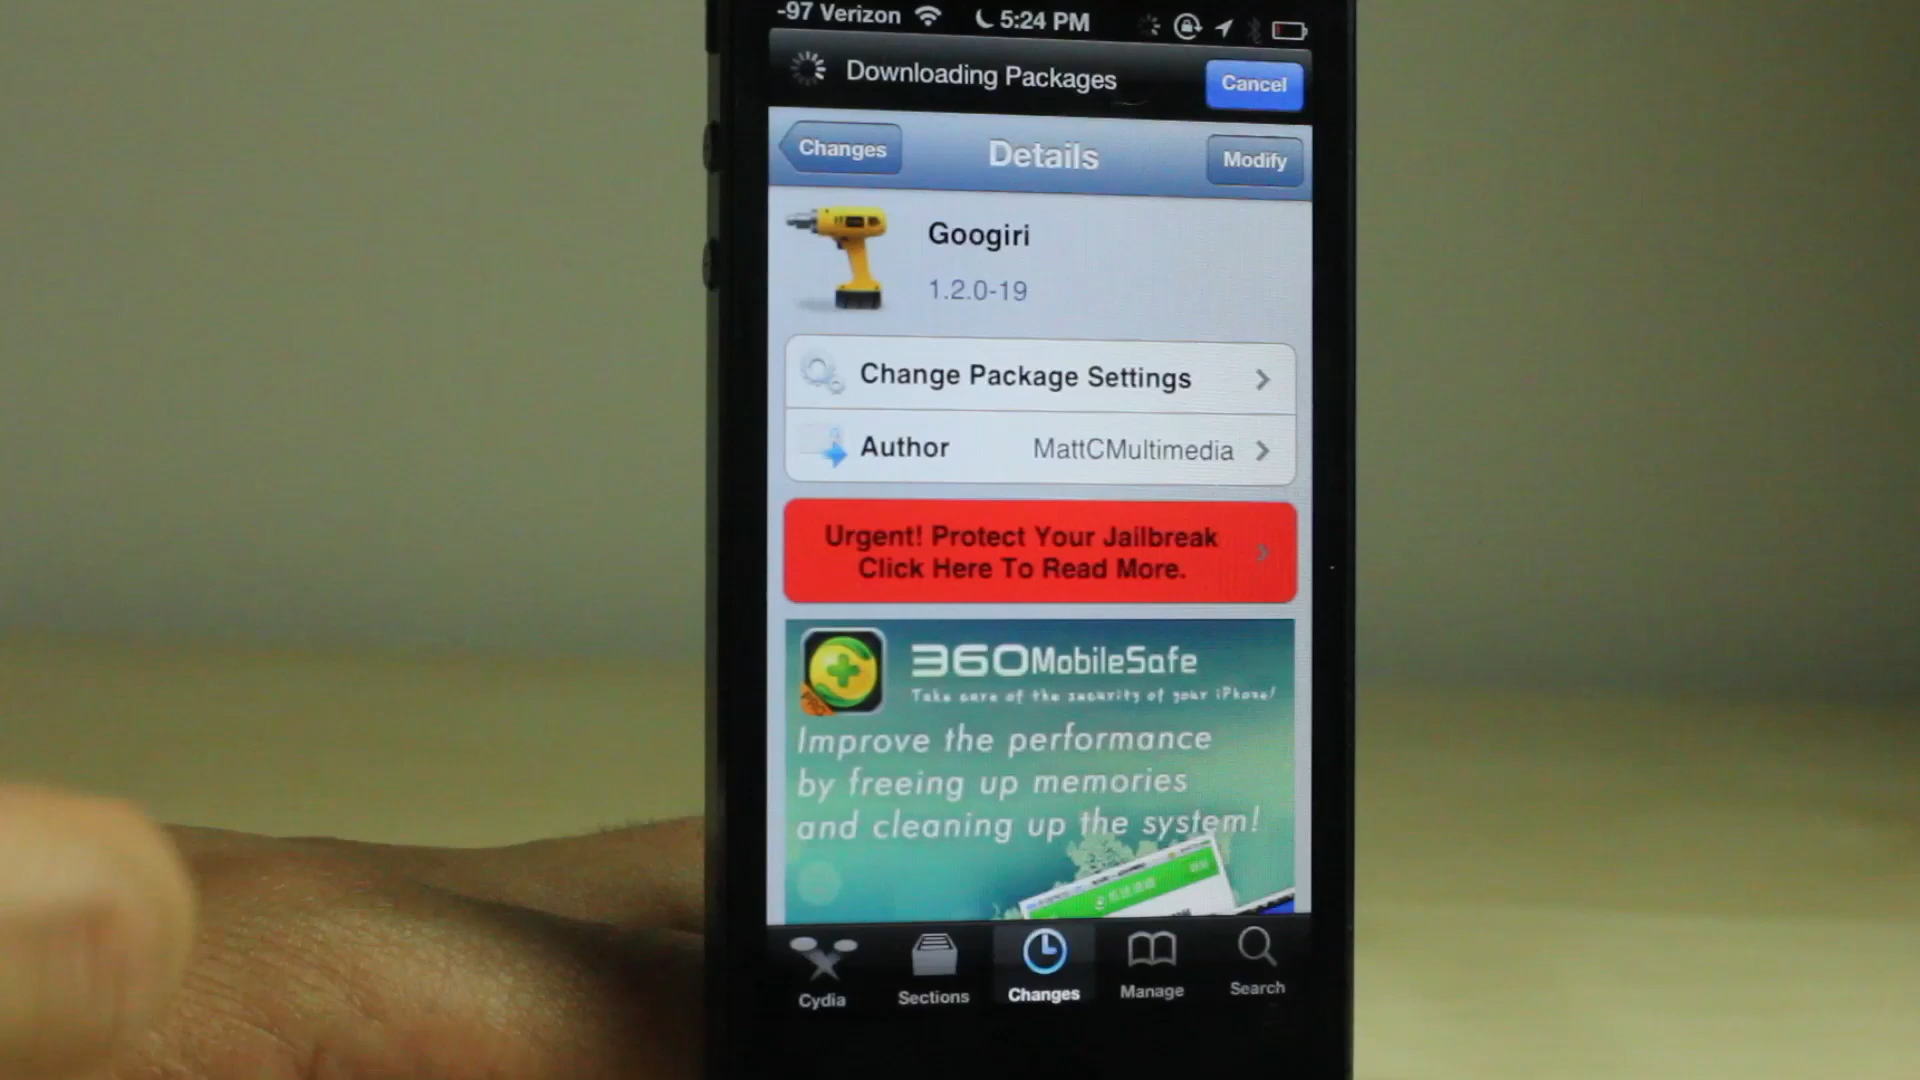 -97 Verizon 5:24 PM
Downloading Packages Cancel
Changes Details Modify
Googiri
1.2.0-19
Change Package Settings
Author MattCMultimedia
Urgent! Protect Your Jailbreak
Click Here To Read More.
360MobileSafe
Take care of the security of your iPhone!
PRO
Improve the performance
by freeing up memories
and cleaning up the system!
Cydia Sections Changes Manage Search